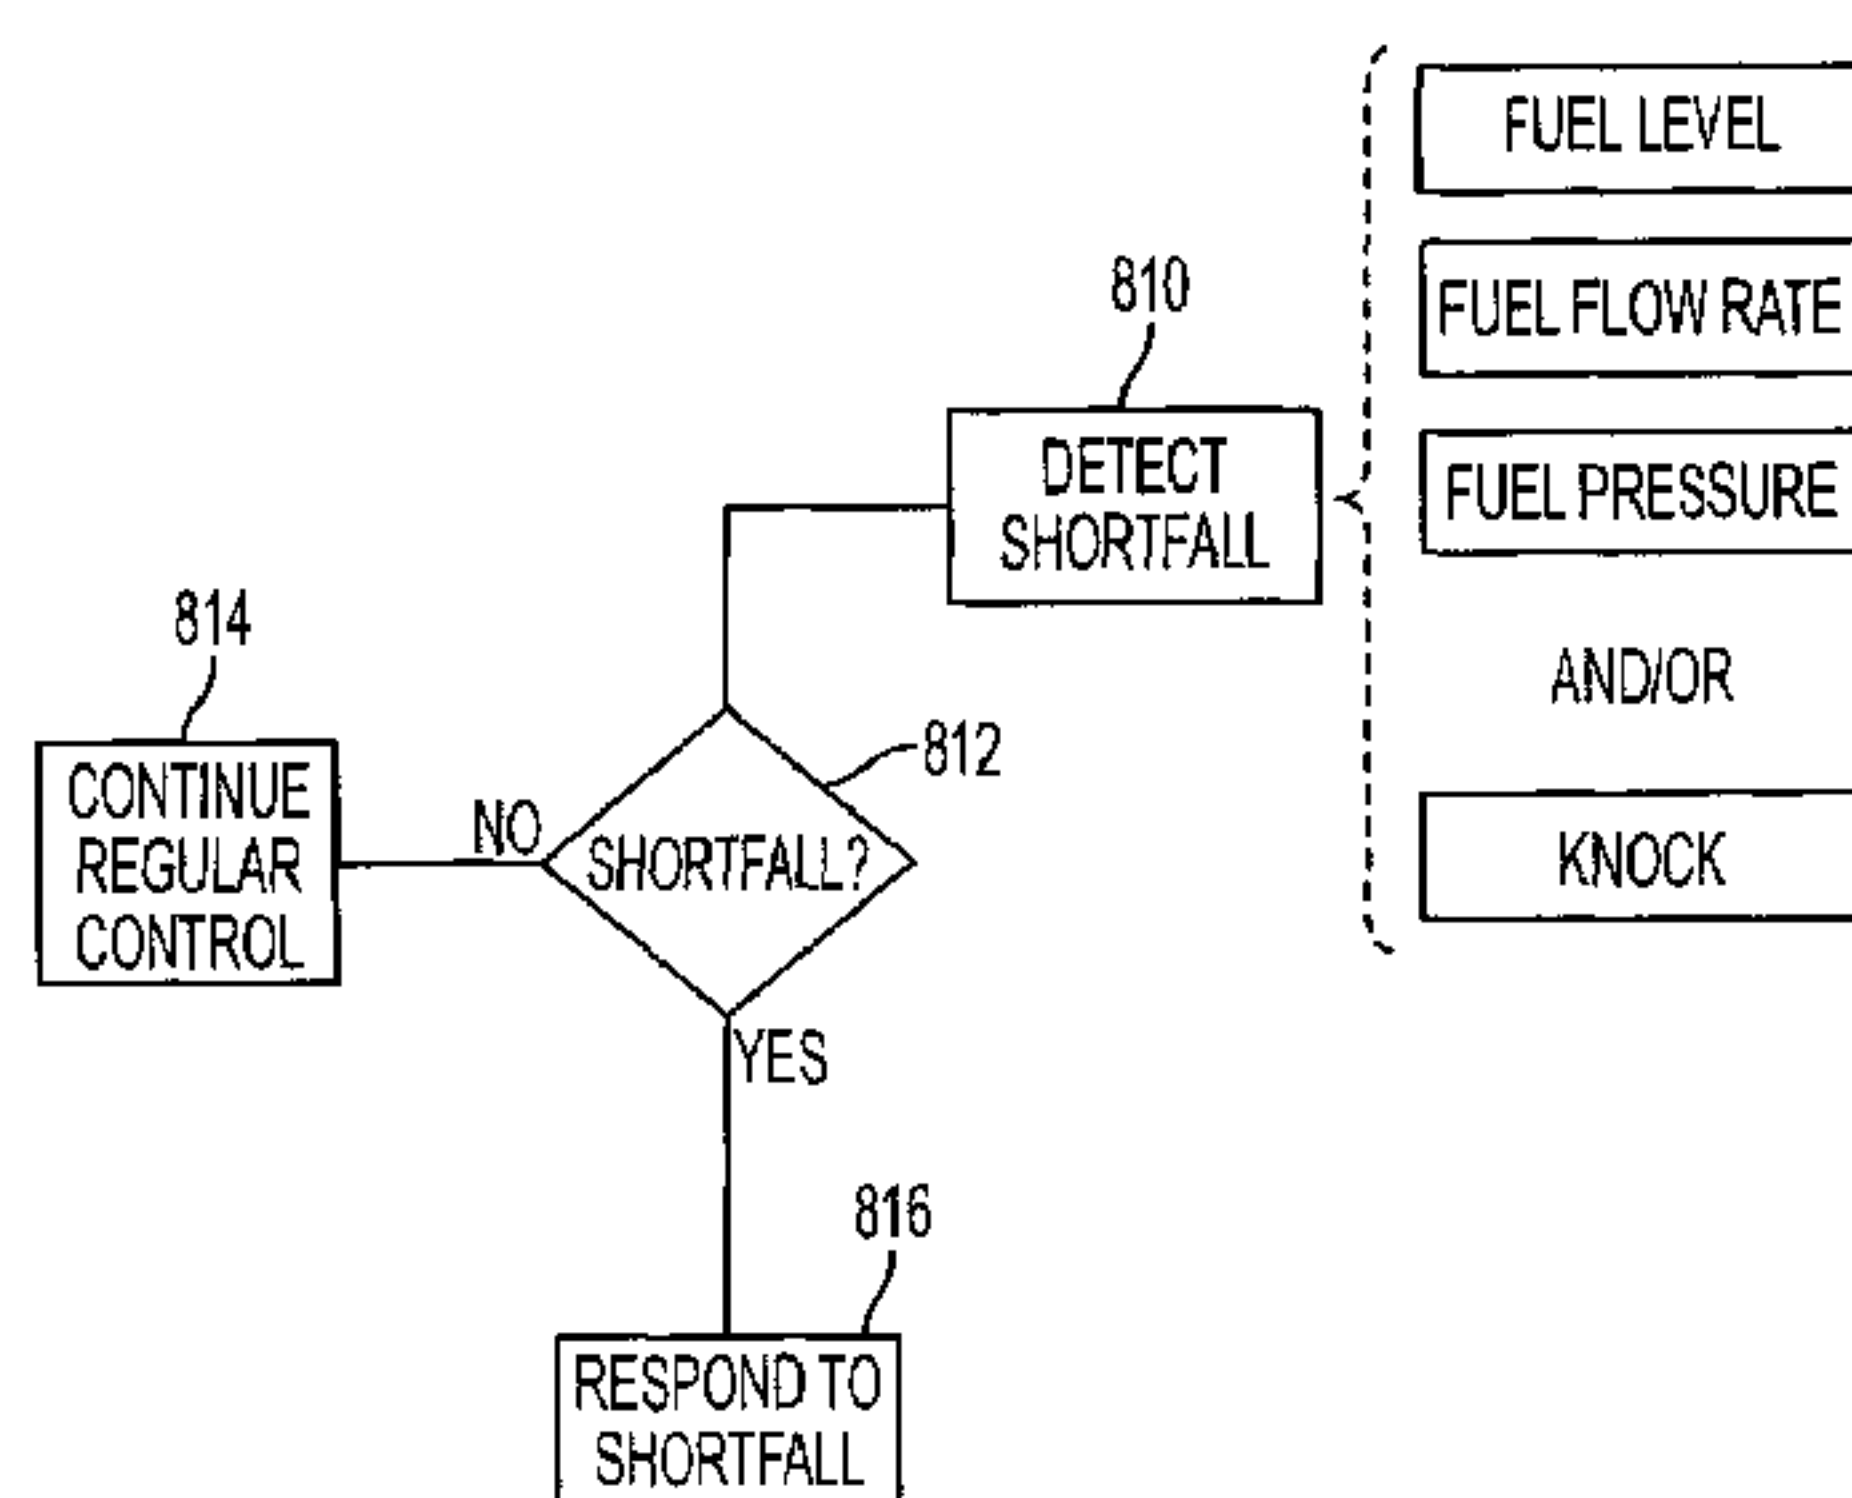 FUEL LEVEL
FUEL FLOW RATE
810
DETECT
SHORTFALL
FUEL PRESSURE
AND/OR
KNOCK
814
812
CONTINUE
REGULAR
CONTROL
NO
SHORTFALL?
YES
816
RESPOND TO
SHORTFALL